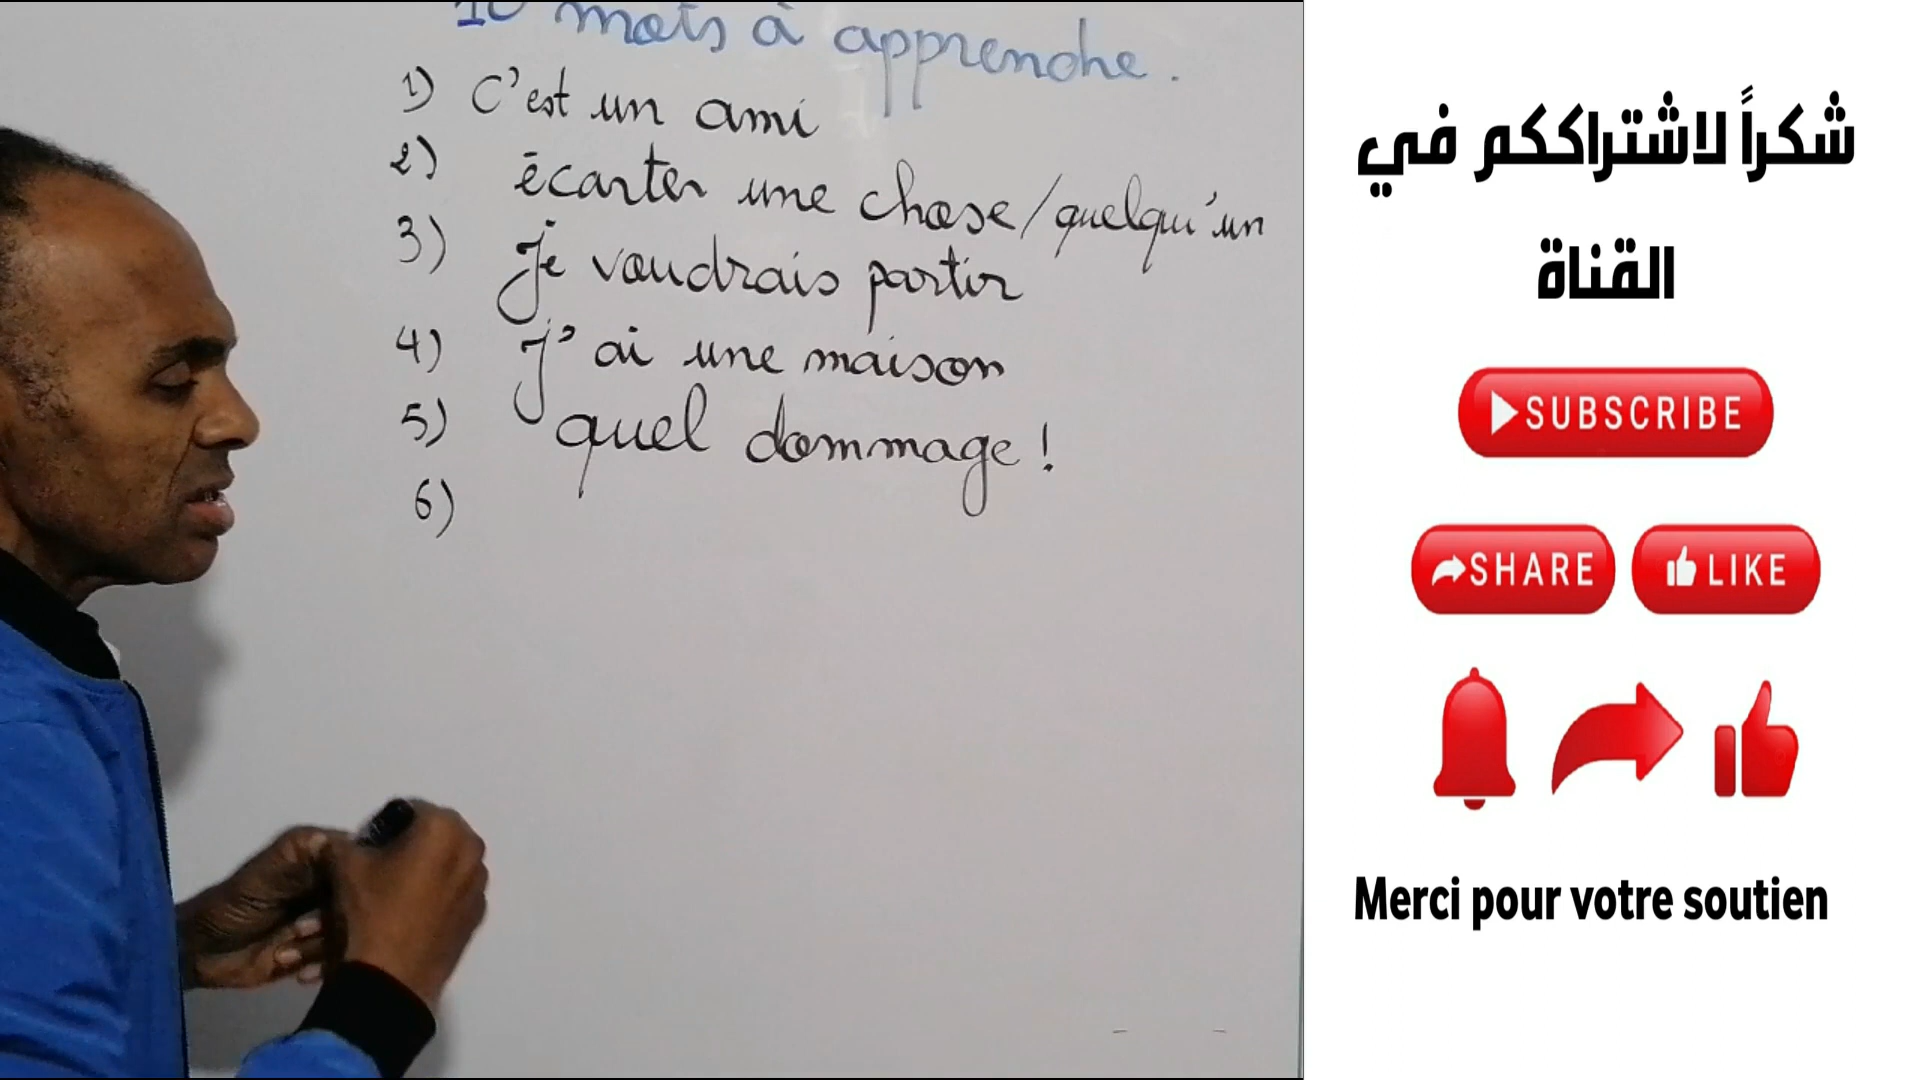 10 mots à apprendre.
1) C'est un ami
2) écarter une chose/quelqu'un
3) Je voudrais partir
4) J'ai une maison
5) quel dommage !
6)
شكراً لاشتراككم في
القناة
SUBSCRIBE
SHARE
LIKE
Merci pour votre soutien